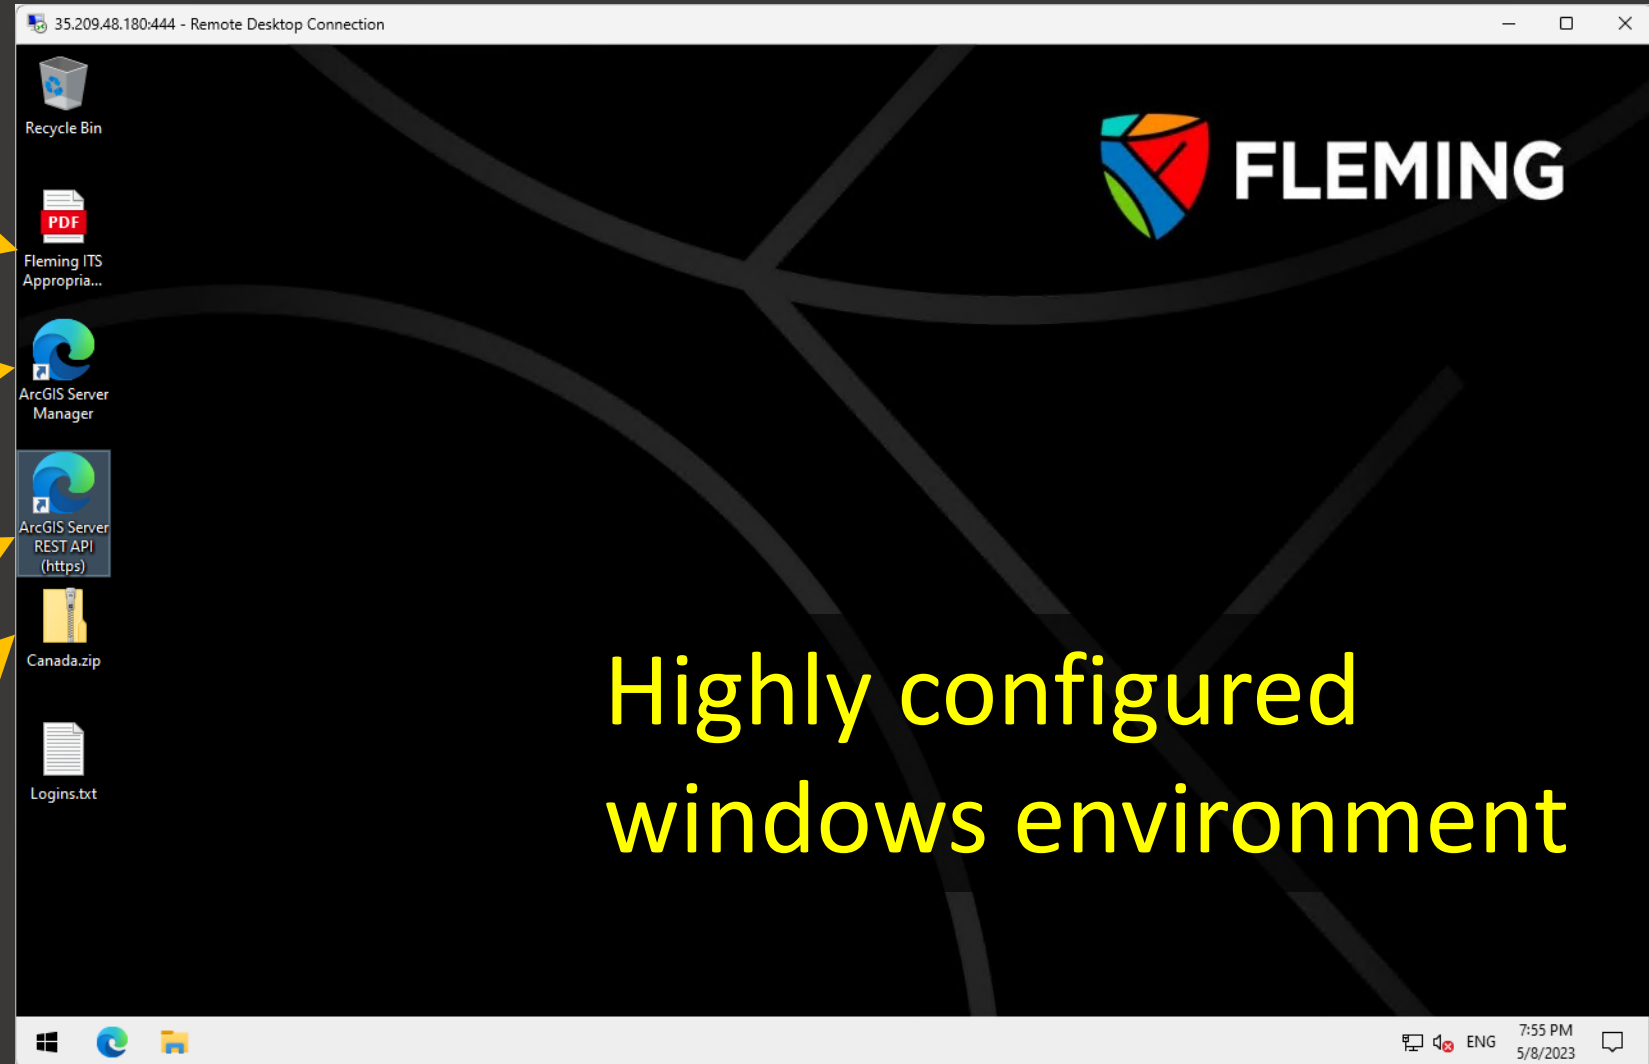 35.209.48.180:444 - Remote Desktop Connection
Recycle Bin
FLEMING
PDF
Fleming ITS
Appropria...
ArcGIS Server
Manager
ArcGIS Server
REST API
(https)
Canada.zip
Logins.txt
Highly configured
windows environment
ENG
7:55 PM
5/8/2023